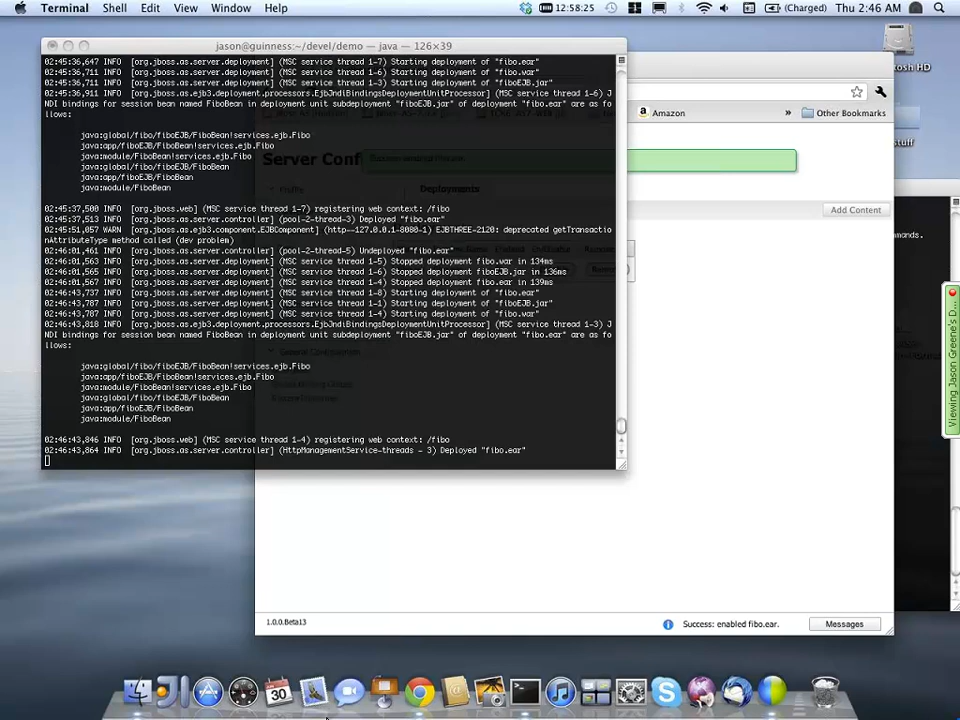 Terminal Shell Edit View Window Help 12:58:25 (Charged) Thu 2:46 AM
jason@guinness:~/devel/demo — java — 126×39
02:45:36,647 INFO [org.jboss.as.server.deployment] (MSC service thread 1-7) Starting deployment of "fibo.ear"
02:45:36,711 INFO [org.jboss.as.server.deployment] (MSC service thread 1-6) Starting deployment of "fibo.war"
02:45:36,711 INFO [org.jboss.as.server.deployment] (MSC service thread 1-3) Starting deployment of "fiboEJB.jar"
02:45:36,911 INFO [org.jboss.as.ejb3.deployment.processors.EjbJndiBindingsDeploymentUnitProcessor] (MSC service thread 1-6) J
NDI bindings for session bean named FiboBean in deployment unit subdeployment "fiboEJB.jar" of deployment "fibo.ear" are as fo
llows:
java:global/fibo/fiboEJB/FiboBean!services.ejb.Fibo
java:app/fiboEJB/FiboBean!services.ejb.Fibo
java:module/FiboBean!services.ejb.Fibo
java:global/fibo/fiboEJB/FiboBean
java:app/fiboEJB/FiboBean
java:module/FiboBean
02:45:37,500 INFO [org.jboss.web] (MSC service thread 1-7) registering web context: /fibo
02:45:37,513 INFO [org.jboss.as.server.controller] (pool-2-thread-3) Deployed "fibo.ear"
02:45:51,057 WARN [org.jboss.as.ejb3.component.EJBComponent] (http--127.0.0.1-8080-1) EJBTHREE-2120: deprecated getTransactio
nAttributeType method called (dev problem)
02:46:01,461 INFO [org.jboss.as.server.controller] (pool-2-thread-5) Undeployed "fibo.ear"
02:46:01,563 INFO [org.jboss.as.server.deployment] (MSC service thread 1-5) Stopped deployment fibo.war in 134ms
02:46:01,565 INFO [org.jboss.as.server.deployment] (MSC service thread 1-6) Stopped deployment fiboEJB.jar in 136ms
02:46:01,567 INFO [org.jboss.as.server.deployment] (MSC service thread 1-4) Stopped deployment fibo.ear in 139ms
02:46:43,737 INFO [org.jboss.as.server.deployment] (MSC service thread 1-8) Starting deployment of "fibo.ear"
02:46:43,787 INFO [org.jboss.as.server.deployment] (MSC service thread 1-1) Starting deployment of "fiboEJB.jar"
02:46:43,787 INFO [org.jboss.as.server.deployment] (MSC service thread 1-4) Starting deployment of "fibo.war"
02:46:43,818 INFO [org.jboss.as.ejb3.deployment.processors.EjbJndiBindingsDeploymentUnitProcessor] (MSC service thread 1-3) J
NDI bindings for session bean named FiboBean in deployment unit subdeployment "fiboEJB.jar" of deployment "fibo.ear" are as fo
llows:
java:global/fibo/fiboEJB/FiboBean!services.ejb.Fibo
java:app/fiboEJB/FiboBean!services.ejb.Fibo
java:module/FiboBean!services.ejb.Fibo
java:global/fibo/fiboEJB/FiboBean
java:app/fiboEJB/FiboBean
java:module/FiboBean
02:46:43,846 INFO [org.jboss.web] (MSC service thread 1-4) registering web context: /fibo
02:46:43,864 INFO [org.jboss.as.server.controller] (HttpManagementService-threads - 3) Deployed "fibo.ear"
Server Conf
Profile
Deployments
Amazon » Other Bookmarks
Add Content
mmands.
Viewing Jason Greene's D...
1.0.0.Beta13
Success: enabled fibo.ear.
Messages
30